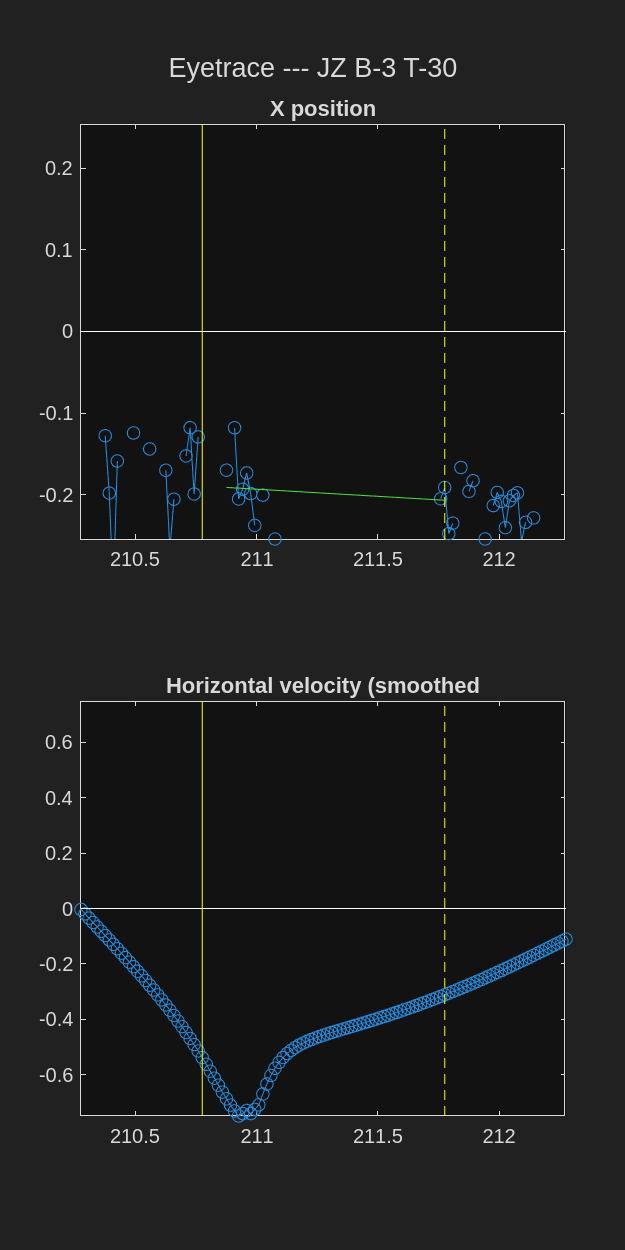 Eyetrace --- JZ B-3 T-30
X position
0.2
0.1
0
-0.1
-0.2
210.5 211 211.5 212
Horizontal velocity (smoothed
0.6
0.4
0.2
0
-0.2
-0.4
-0.6
210.5 211 211.5 212